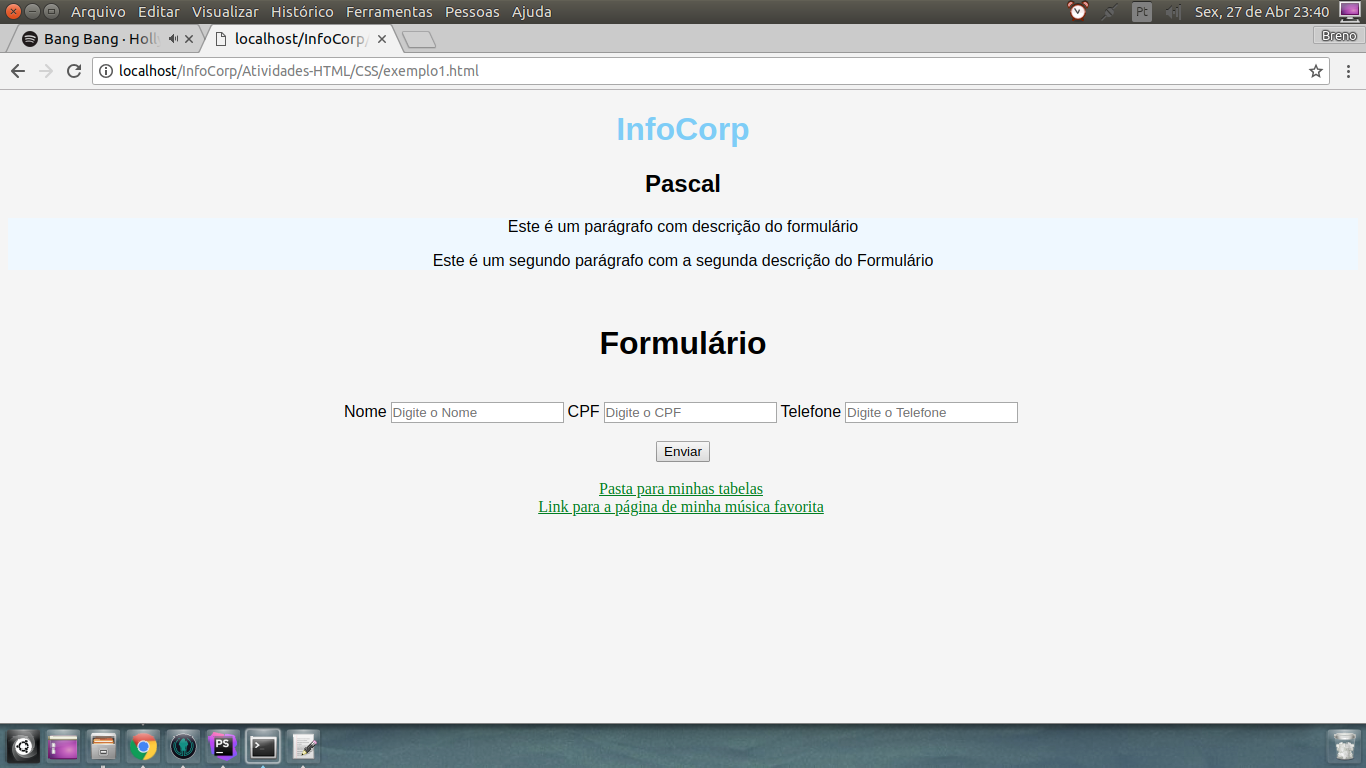 Arquivo Editar Visualizar Histórico Ferramentas Pessoas Ajuda Pt Sex, 27 de Abr 23:40
Bang Bang · Holly localhost/InfoCorp/ Breno
localhost/InfoCorp/Atividades-HTML/CSS/exemplo1.html
InfoCorp
Pascal
Este é um parágrafo com descrição do formulário
Este é um segundo parágrafo com a segunda descrição do Formulário
Formulário
Nome Digite o Nome CPF Digite o CPF Telefone Digite o Telefone
Enviar
Pasta para minhas tabelas
Link para a página de minha música favorita
PS